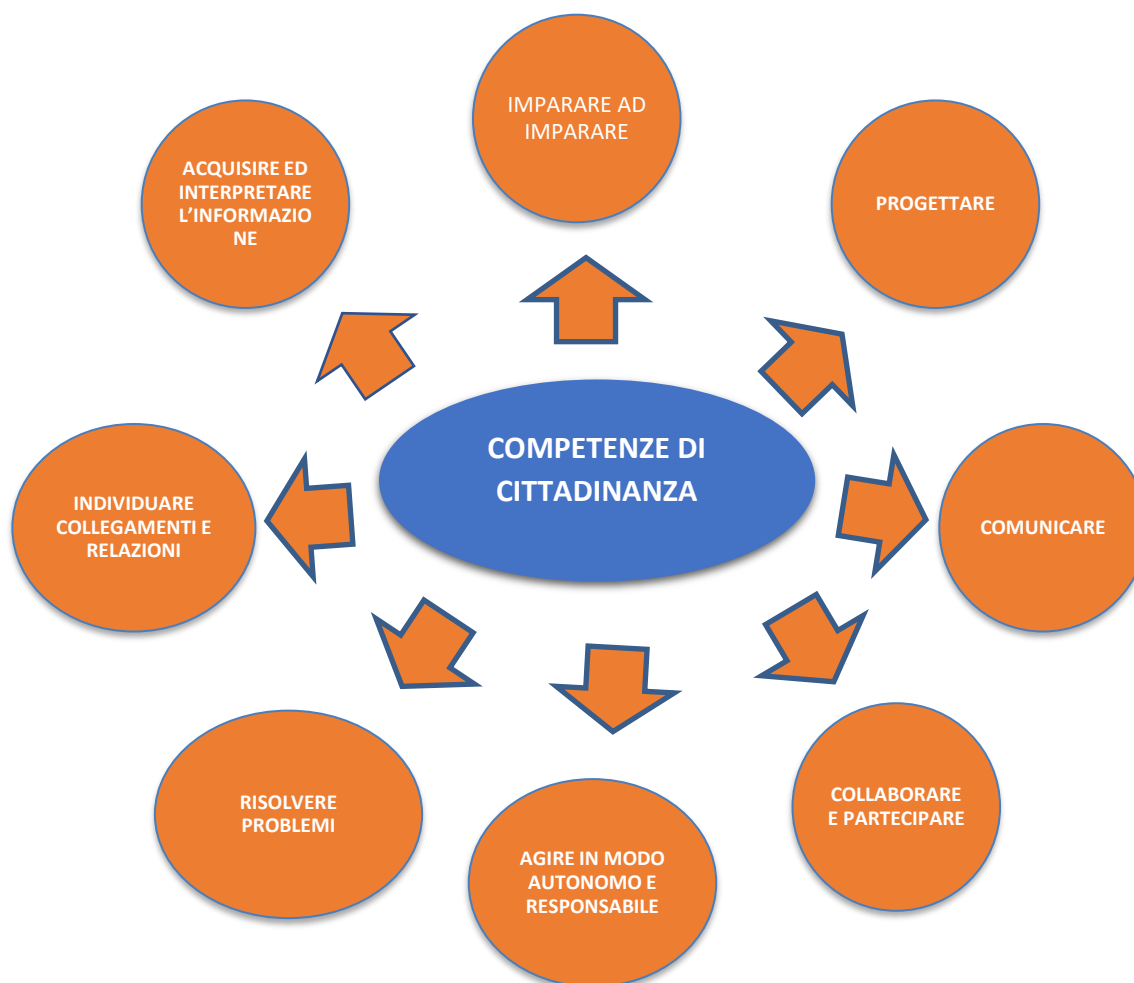 IMPARARE AD
IMPARARE
PROGETTARE
COMUNICARE
COLLABORARE
E PARTECIPARE
AGIRE IN MODO
AUTONOMO E
RESPONSABILE
RISOLVERE
PROBLEMI
INDIVIDUARE
COLLEGAMENTI E
RELAZIONI
ACQUISIRE ED
INTERPRETARE
L’INFORMAZIO
NE
COMPETENZE DI
CITTADINANZA